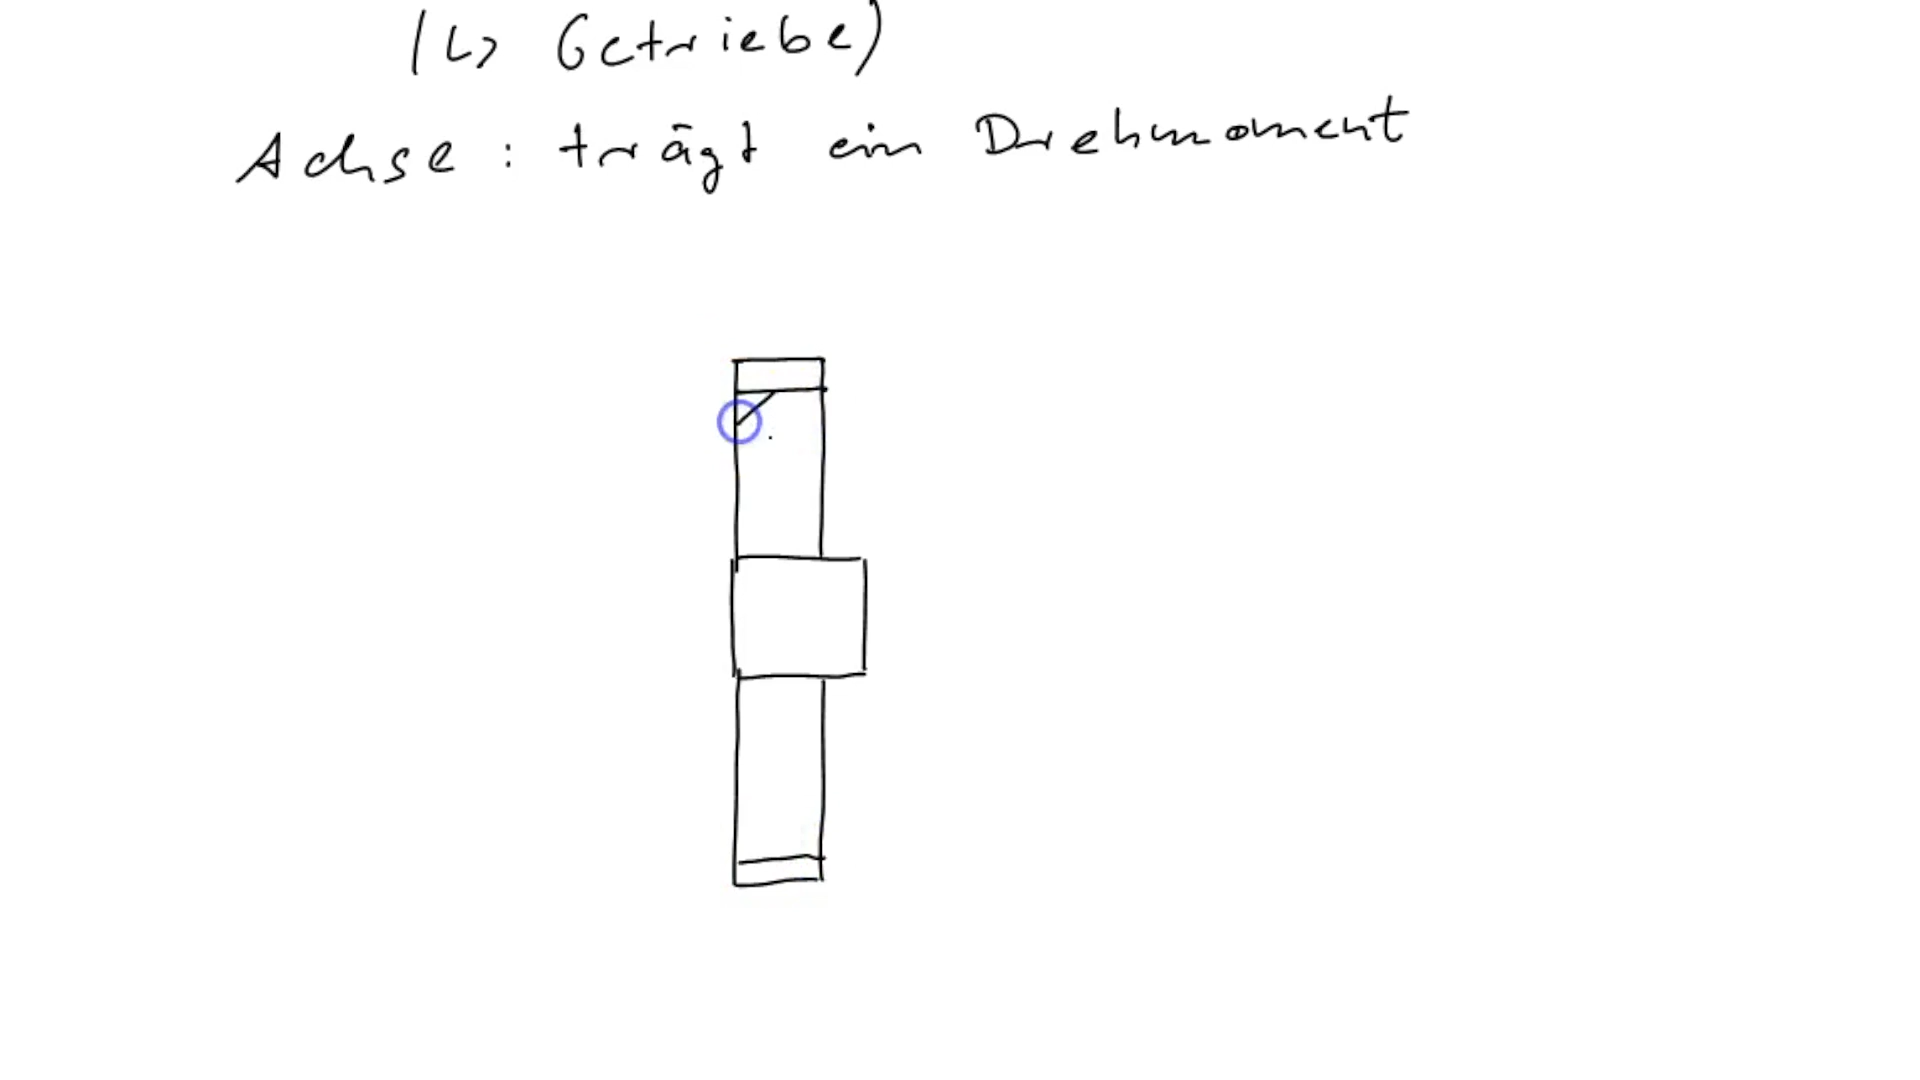 (↳ Getriebe)
Achse : trägt ein Drehmoment